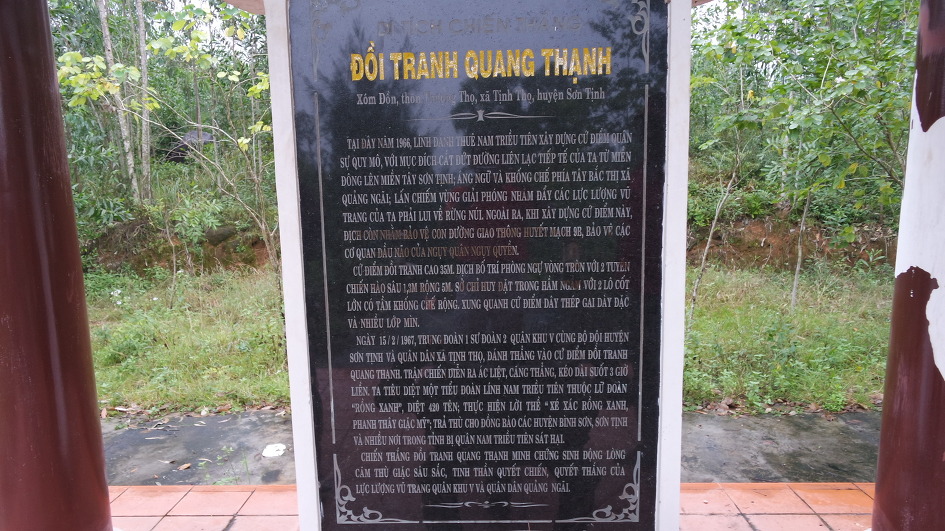 DI TÍCH CHIẾN THẮNG
ĐỒI TRANH QUANG THẠNH
Xóm Đồn, thôn Thọ, xã Tịnh Thọ, huyện Sơn Tịnh
TẠI ĐÂY NĂM 1966, LINH ĐÁNH THUÊ NAM TRIỀU TIÊN XÂY DỰNG CỨ ĐIỂM QUÂN
SỰ QUY MÔ, VỚI MỤC ĐÍCH CẮT ĐỨT ĐƯỜNG LIÊN LẠC TIẾP TẾ CỦA TA TỪ MIỀN
ĐÔNG LÊN MIỀN TÂY SƠN TỊNH; ÁNG NGỮ VÀ KHỐNG CHẾ PHÍA TÂY BẮC THỊ XÃ
QUẢNG NGÃI; LẤN CHIẾM VÙNG GIẢI PHÓNG NHẰM ĐẨY CÁC LỰC LƯỢNG VŨ
TRANG CỦA TA PHẢI LUI VỀ RỪNG NÚI. NGOÀI RA, KHI XÂY DỰNG CỨ ĐIỂM NÀY,
ĐỊCH CÒN NHẰM BẢO VỆ CON ĐƯỜNG GIAO THÔNG HUYẾT MẠCH 9B, BẢO VỆ CÁC
CƠ QUAN ĐẦU NÃO CỦA NGỤY QUÂN NGỤY QUYỀN.
CỨ ĐIỂM ĐỒI TRANH CAO 35M. ĐỊCH BỐ TRÍ PHÒNG NGỰ VÒNG TRÒN VỚI 2 TUYẾN
CHIẾN HÀO SÂU 1,3M RỘNG 5M. SỞ CHỈ HUY ĐẶT TRONG HẦM NGẦM VỚI 2 LÔ CỐT
LỚN CÓ TẦM KHỐNG CHẾ RỘNG. XUNG QUANH CỨ ĐIỂM DÂY THÉP GAI DÀY ĐẶC
VÀ NHIỀU LỚP MÌN.
NGÀY 15/2/1967, TRUNG ĐOÀN 1 SƯ ĐOÀN 2 QUÂN KHU V CÙNG BỘ ĐỘI HUYỆN
SƠN TỊNH VÀ QUÂN DÂN XÃ TỊNH THỌ, ĐÁNH THẮNG VÀO CỨ ĐIỂM ĐỒI TRANH
QUANG THẠNH. TRẬN CHIẾN DIỄN RA ÁC LIỆT, CĂNG THẲNG, KÉO DÀI SUỐT 3 GIỜ
LIỀN. TA TIÊU DIỆT MỘT TIỂU ĐOÀN LÍNH NAM TRIỀU TIÊN THUỘC LỮ ĐOÀN
"RỒNG XANH", DIỆT 420 TÊN; THỰC HIỆN LỜI THỀ "XÉ XÁC RỒNG XANH,
PHANH THÂY GIẶC MỸ"; TRẢ THÙ CHO ĐỒNG BÀO CÁC HUYỆN BÌNH SƠN, SƠN TỊNH
VÀ NHIỀU NƠI TRONG TỈNH BỊ QUÂN NAM TRIỀU TIÊN SÁT HẠI.
CHIẾN THẮNG ĐỒI TRANH QUANG THẠNH MINH CHỨNG SINH ĐỘNG LÒNG
CĂM THÙ GIẶC SÂU SẮC, TINH THẦN QUYẾT CHIẾN, QUYẾT THẮNG CỦA
LỰC LƯỢNG VŨ TRANG QUÂN KHU V VÀ QUÂN DÂN QUẢNG NGÃI.